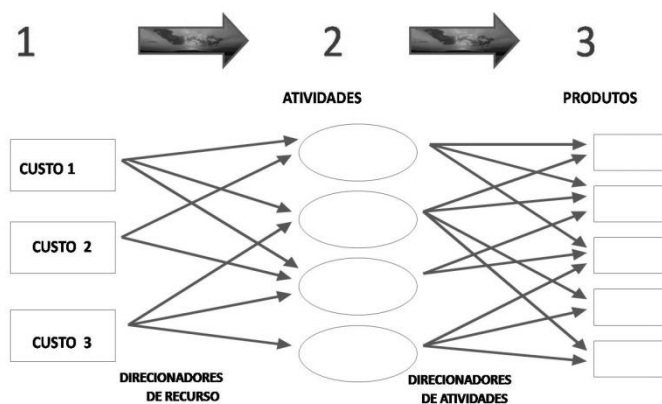 1 2 3
ATIVIDADES PRODUTOS
CUSTO 1
CUSTO 2
CUSTO 3
DIRECIONADORES
DE RECURSO
DIRECIONADORES
DE ATIVIDADES